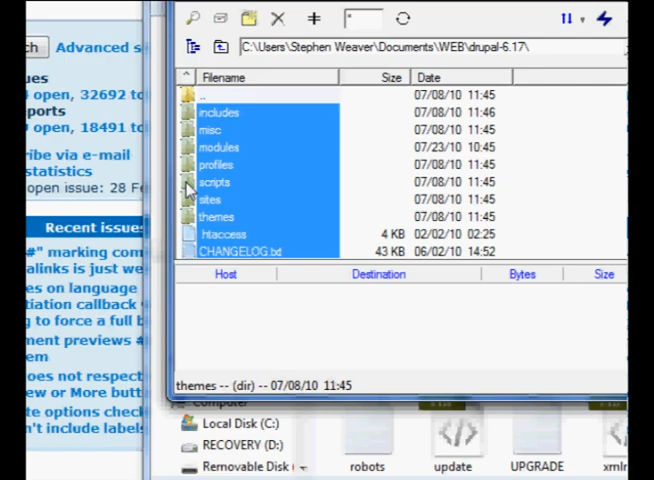 ch Advanced s
ues
open, 32692 to
ports
open, 18491 to
ribe via e-mail
statistics
open issue: 28 Fe
Recent issues
#" marking com
alinks is just we
es on language
tiation callback
g to force a full b
ment previews #
em
oes not respect
ew or More butt
te options check
n't include labels
*
C:\Users\Stephen Weaver\Documents\WEB\drupal-6.17\
^ Filename Size Date
.. 07/08/10 11:45
includes 07/08/10 11:46
misc 07/08/10 11:45
modules 07/23/10 10:45
profiles 07/08/10 11:45
scripts 07/08/10 11:45
sites 07/08/10 11:45
themes 07/08/10 11:45
.htaccess 4 KB 02/02/10 02:25
CHANGELOG.txt 43 KB 06/02/10 14:52
Host Destination Bytes Size
themes -- (dir) -- 07/08/10 11:45
Computer
Local Disk (C:)
RECOVERY (D:)
Removable Disk (
robots update UPGRADE xmlr